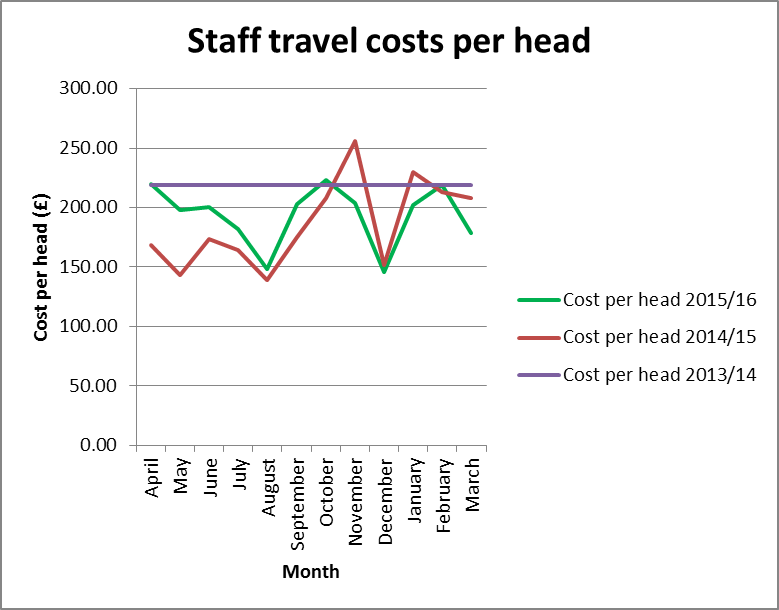 Staff travel costs per head
300.00
250.00
200.00
150.00
100.00
50.00
0.00
Cost per head (£)
April
May
June
July
August
September
October
November
December
January
February
March
Month
Cost per head 2015/16
Cost per head 2014/15
Cost per head 2013/14